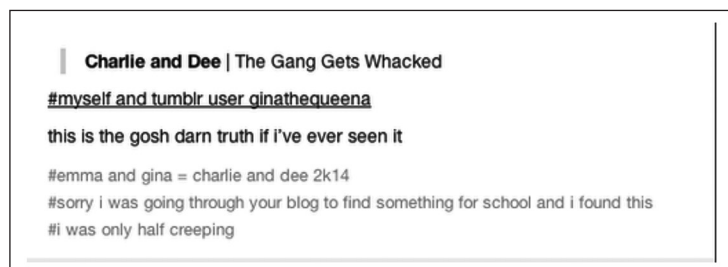 Charlie and Dee | The Gang Gets Whacked
#myself and tumblr user ginathequeena
this is the gosh darn truth if i've ever seen it
#emma and gina = charlie and dee 2k14
#sorry i was going through your blog to find something for school and i found this
#i was only half creeping